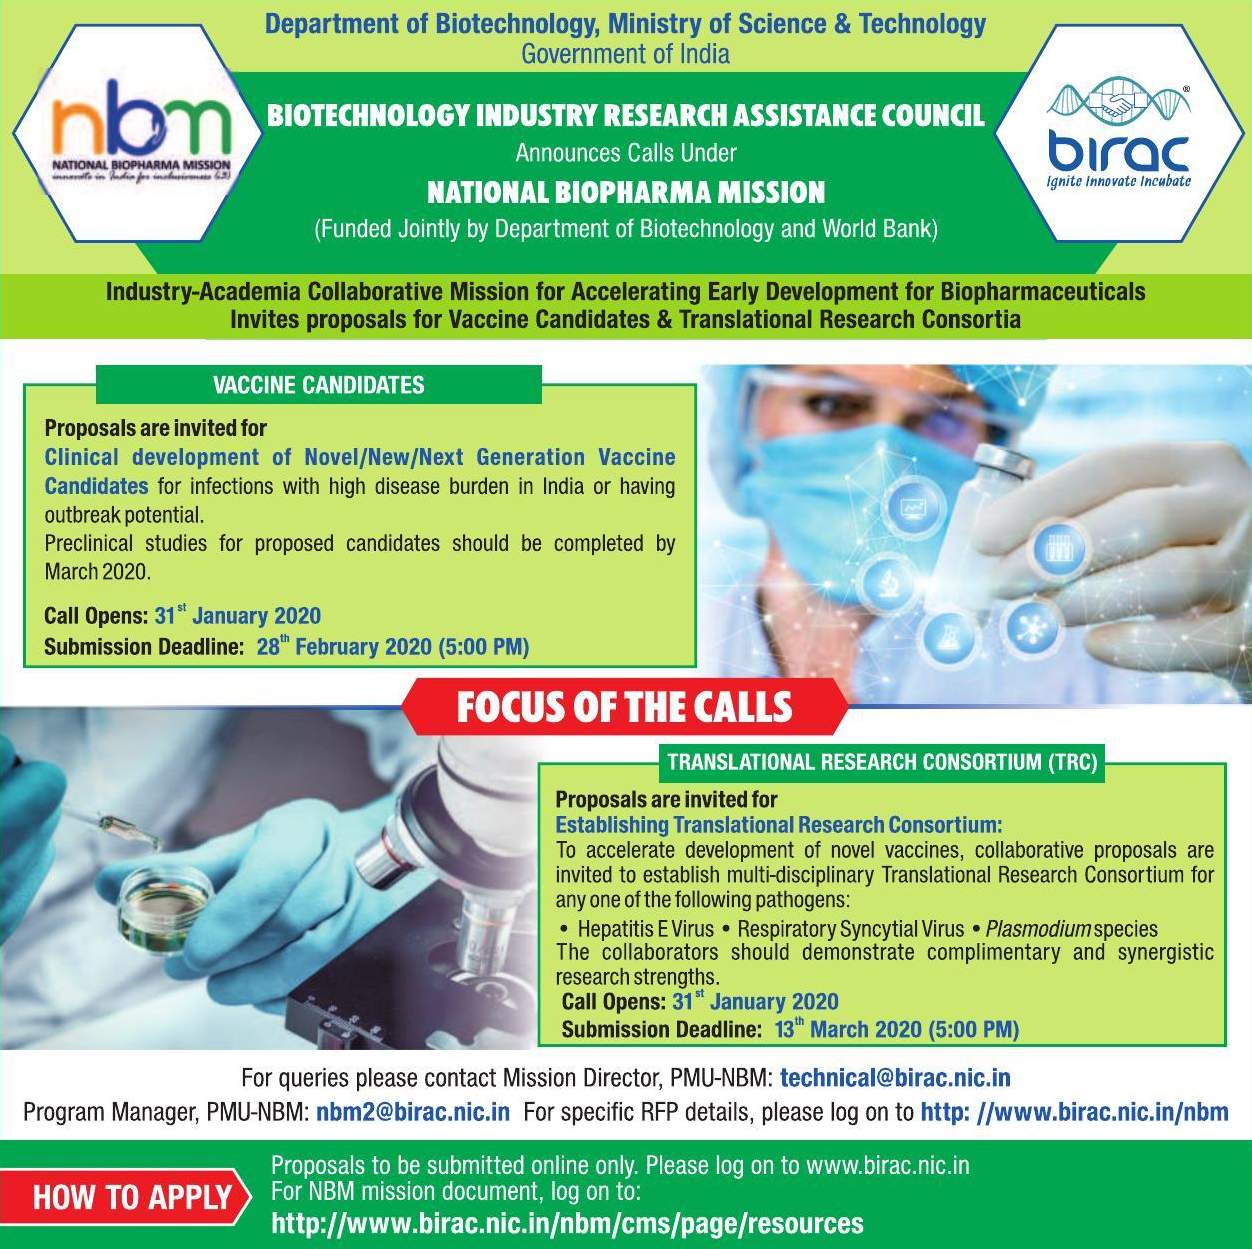 Department of Biotechnology, Ministry of Science & Technology
Government of India
nbm
NATIONAL BIOPHARMA MISSION
innovate in India for inclusiveness (i3)
BIOTECHNOLOGY INDUSTRY RESEARCH ASSISTANCE COUNCIL
Announces Calls Under
NATIONAL BIOPHARMA MISSION
(Funded Jointly by Department of Biotechnology and World Bank)
®
birac
Ignite Innovate Incubate
Industry-Academia Collaborative Mission for Accelerating Early Development for Biopharmaceuticals
Invites proposals for Vaccine Candidates & Translational Research Consortia
VACCINE CANDIDATES
Proposals are invited for
Clinical development of Novel/New/Next Generation Vaccine
Candidates for infections with high disease burden in India or having
outbreak potential.
Preclinical studies for proposed candidates should be completed by
March 2020.
Call Opens: 31st January 2020
Submission Deadline: 28th February 2020 (5:00 PM)
FOCUS OF THE CALLS
TRANSLATIONAL RESEARCH CONSORTIUM (TRC)
Proposals are invited for
Establishing Translational Research Consortium:
To accelerate development of novel vaccines, collaborative proposals are
invited to establish multi-disciplinary Translational Research Consortium for
any one of the following pathogens:
• Hepatitis E Virus • Respiratory Syncytial Virus • Plasmodium species
The collaborators should demonstrate complimentary and synergistic
research strengths.
Call Opens: 31st January 2020
Submission Deadline: 13th March 2020 (5:00 PM)
For queries please contact Mission Director, PMU-NBM: technical@birac.nic.in
Program Manager, PMU-NBM: nbm2@birac.nic.in For specific RFP details, please log on to http: //www.birac.nic.in/nbm
HOW TO APPLY
Proposals to be submitted online only. Please log on to www.birac.nic.in
For NBM mission document, log on to:
http://www.birac.nic.in/nbm/cms/page/resources